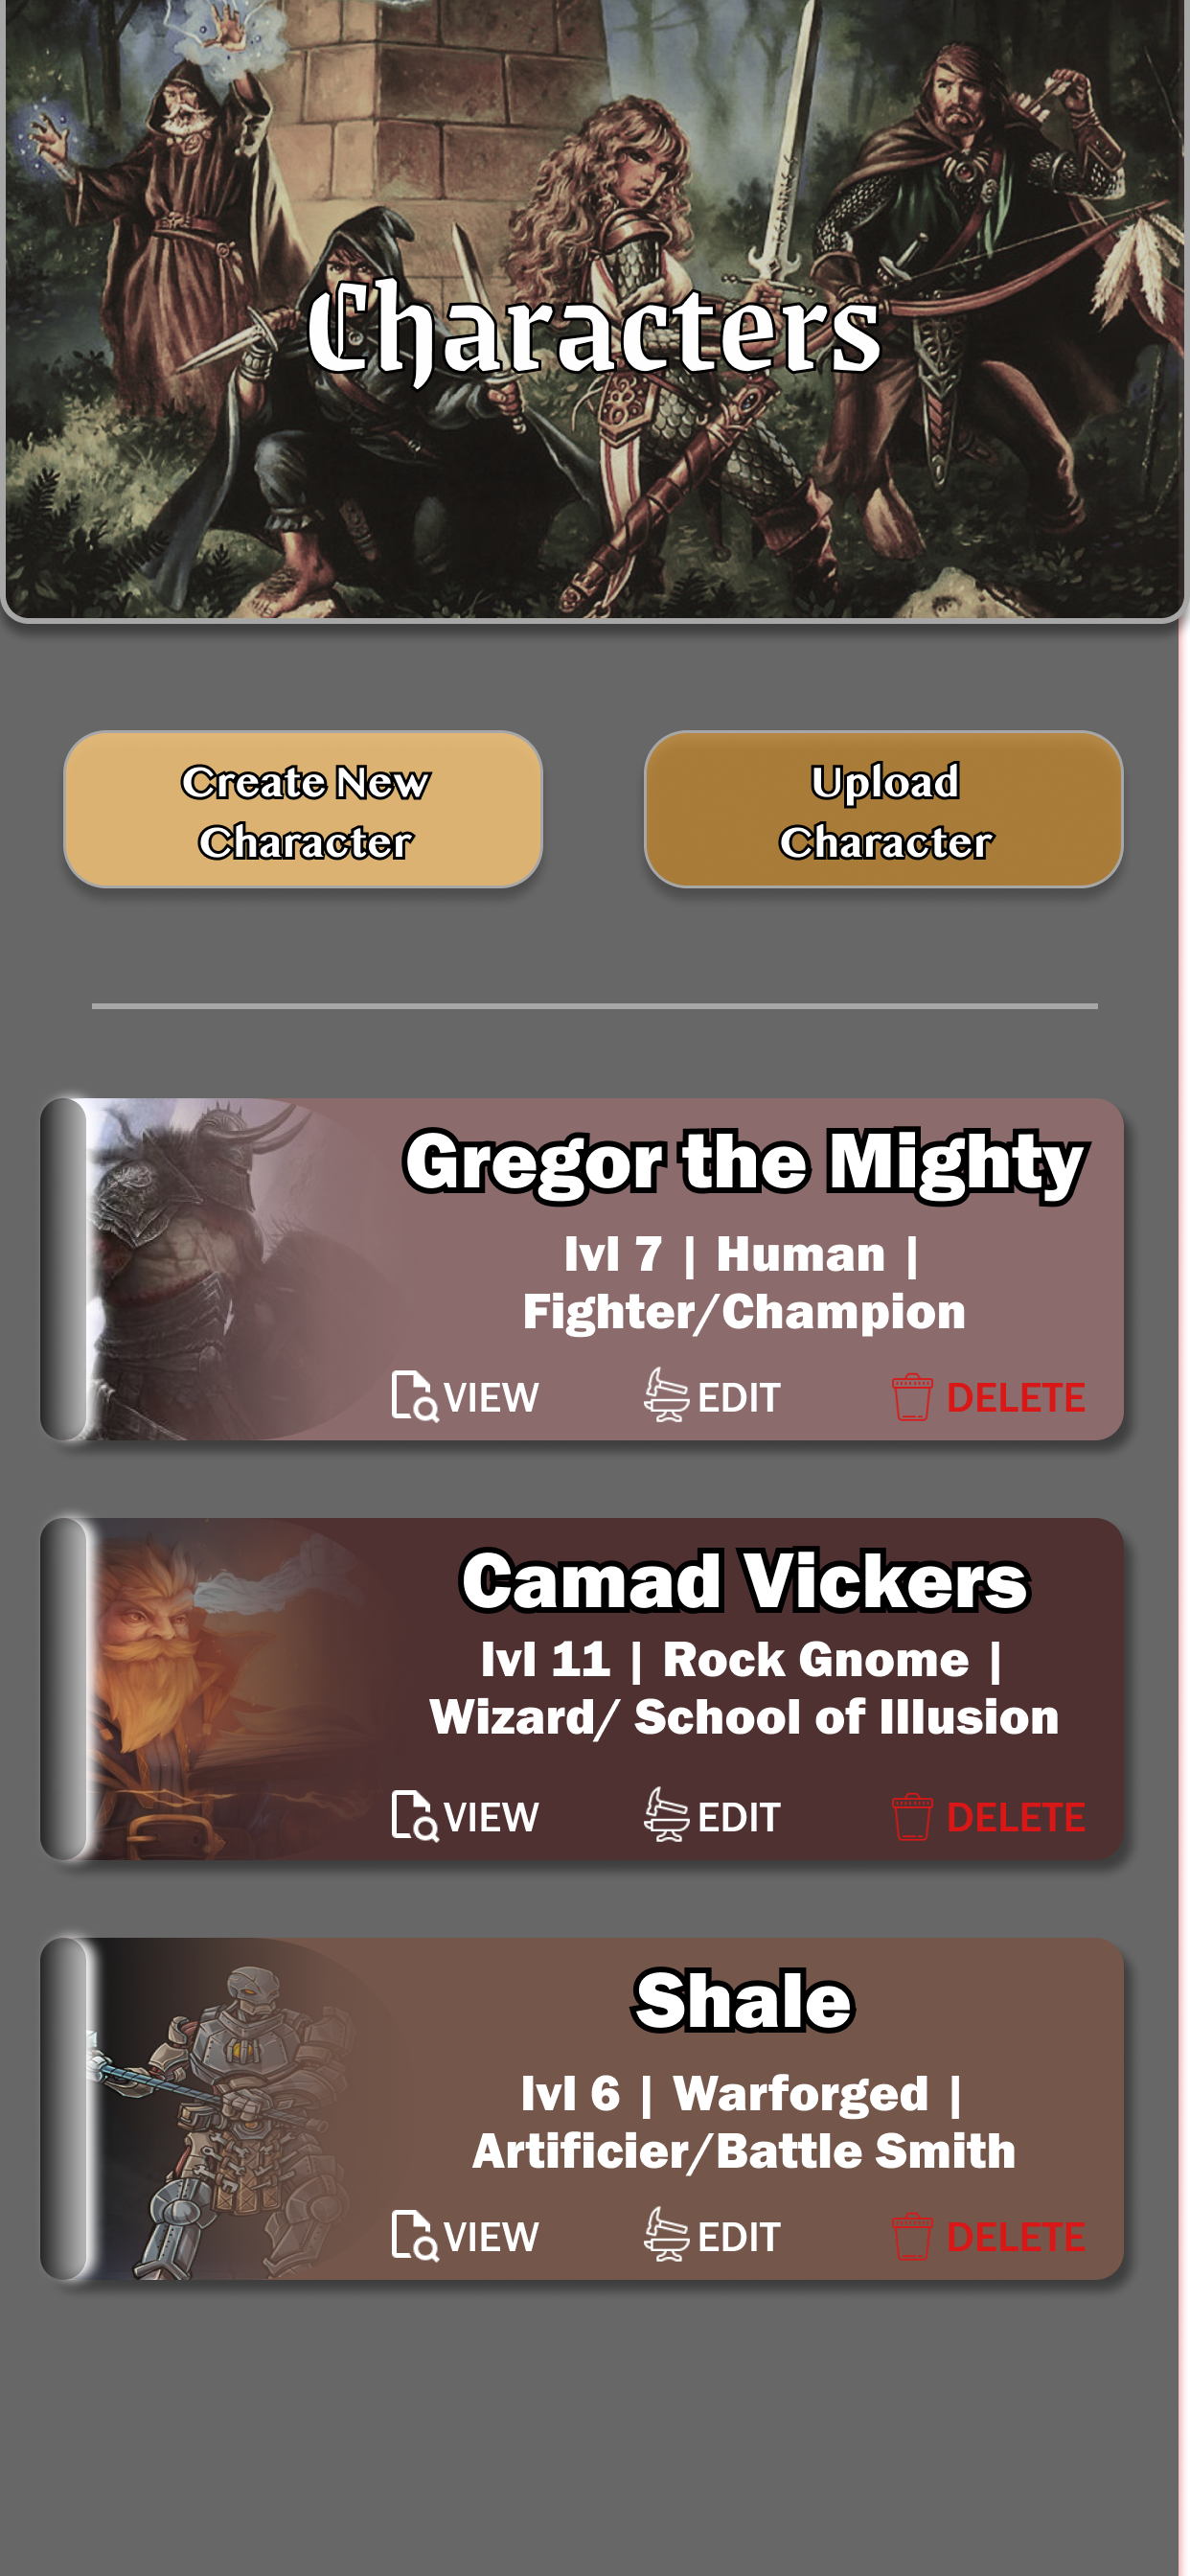 Characters
Create New
Character
Upload
Character
Gregor the Mighty
lvl 7 | Human |
Fighter/Champion
VIEW
EDIT
DELETE
Camad Vickers
lvl 11 | Rock Gnome |
Wizard/ School of Illusion
VIEW
EDIT
DELETE
Shale
lvl 6 | Warforged |
Artificier/Battle Smith
VIEW
EDIT
DELETE